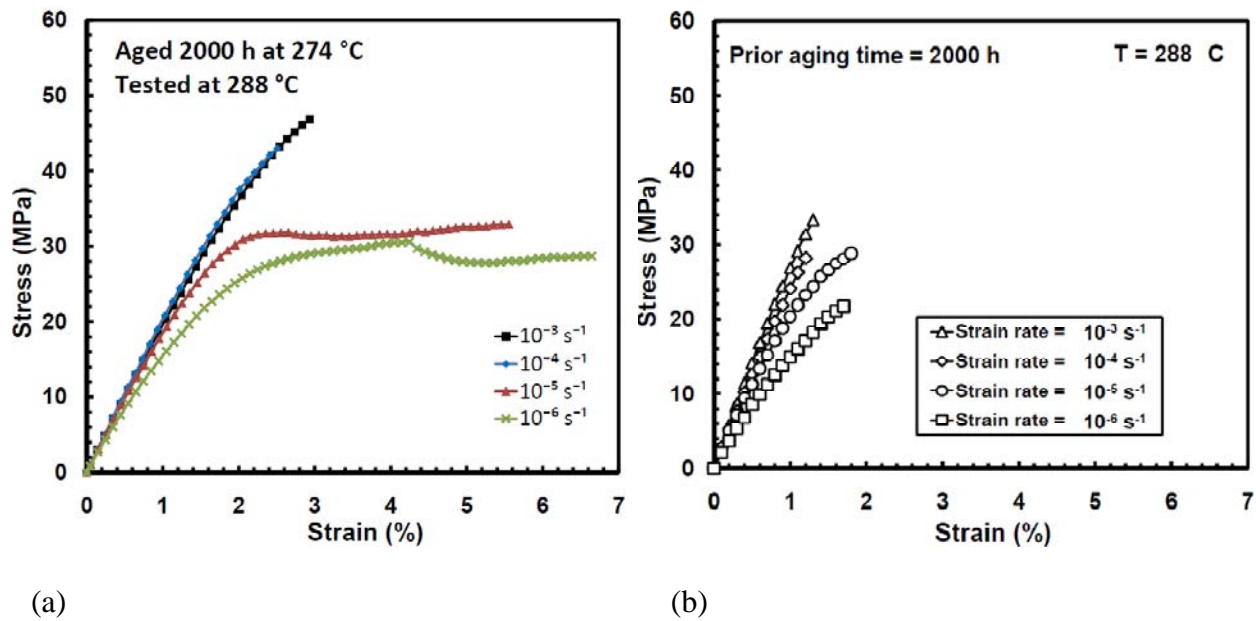 Aged 2000 h at 274 °C
Tested at 288 °C
Stress (MPa)
60
50
40
30
20
10
0
10⁻³ s⁻¹
10⁻⁴ s⁻¹
10⁻⁵ s⁻¹
10⁻⁶ s⁻¹
0 1 2 3 4 5 6 7
Strain (%)
(a)
Prior aging time = 2000 h T = 288 C
Stress (MPa)
60
50
40
30
20
10
0
Strain rate = 10⁻³ s⁻¹
Strain rate = 10⁻⁴ s⁻¹
Strain rate = 10⁻⁵ s⁻¹
Strain rate = 10⁻⁶ s⁻¹
0 1 2 3 4 5 6 7
Strain (%)
(b)